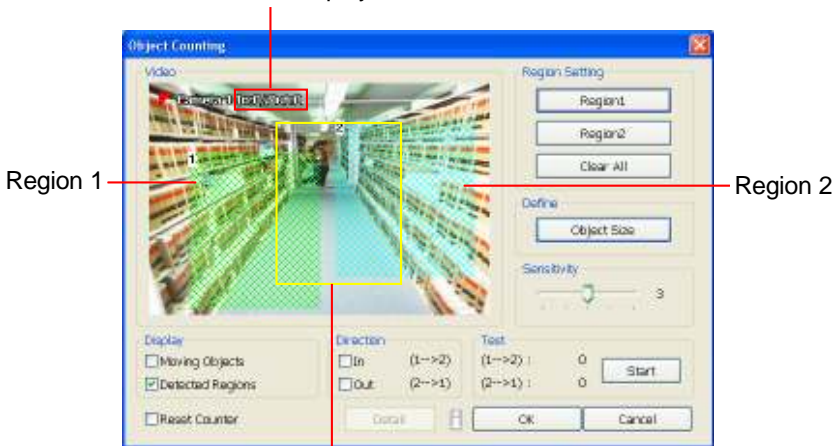 Object Counting
Video
Region Setting
Region1
Region2
Clear All
1
2
Region 1
Region 2
Define
Object Size
Sensitivity
3
Display
Moving Objects
Detected Regions
Direction
In (1-->2)
Out (2-->1)
Test
(1-->2) : 0
(2-->1) : 0
Start
Reset Counter
Detail
OK
Cancel